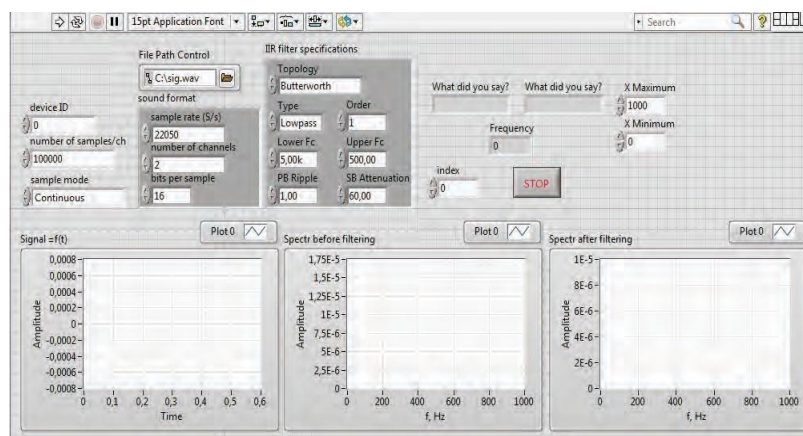 15pt Application Font
Search
File Path Control
C:\sig.wav
sound format
sample rate (S/s)
22050
number of channels
2
bits per sample
16
device ID
0
number of samples/ch
100000
sample mode
Continuous
IIR filter specifications
Topology
Butterworth
Type
Order
Lowpass
1
Lower Fc
Upper Fc
5,00k
500,00
PB Ripple
SB Attenuation
1,00
60,00
What did you say?
What did you say?
Frequency
0
index
0
STOP
X Maximum
1000
X Minimum
0
Signal =f(t)
Plot 0
Amplitude
0,0008
0,0006
0,0004
0,0002
0
-0,0002
-0,0004
-0,0006
-0,0008
0 0,1 0,2 0,3 0,4 0,5 0,6
Time
Spectr before filtering
Plot 0
Amplitude
1,75E-5
1,5E-5
1,25E-5
1E-5
7,5E-6
5E-6
2,5E-6
0
0 200 400 600 800 1000
f, Hz
Spectr after filtering
Plot 0
Amplitude
1E-5
8E-6
6E-6
4E-6
2E-6
0
0 200 400 600 800 1000
f, Hz